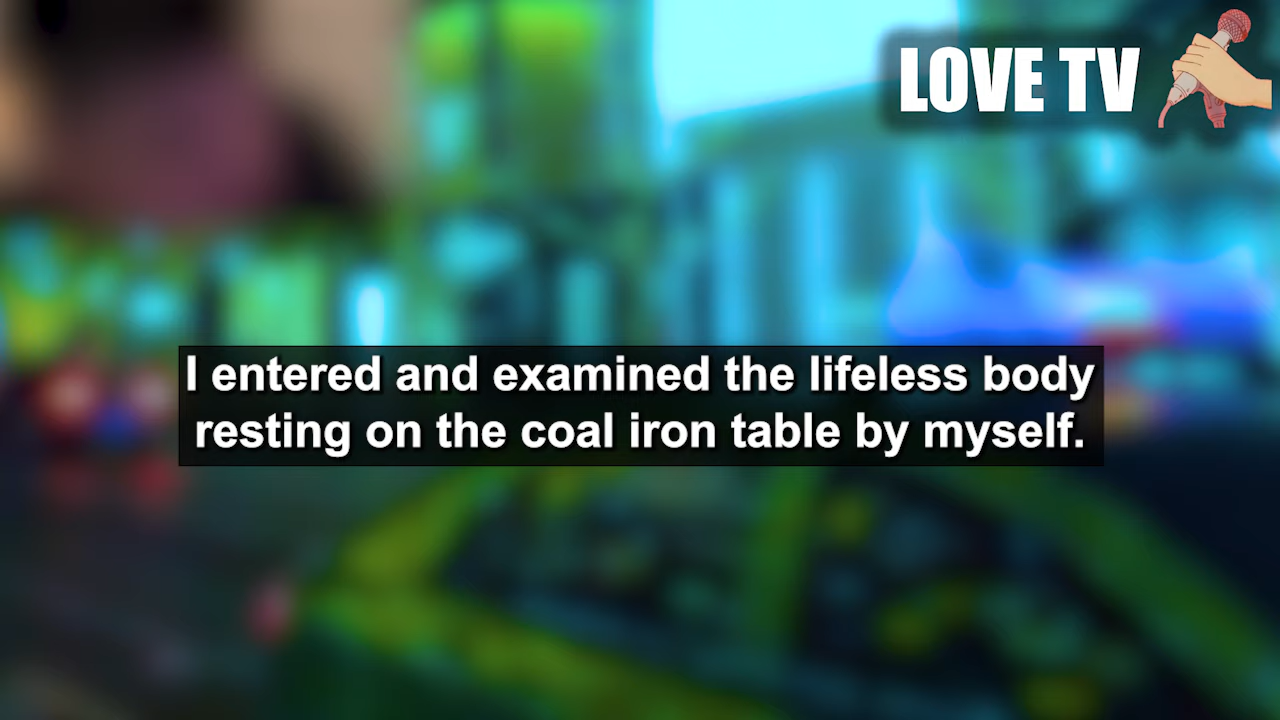 LOVE TV
I entered and examined the lifeless body
resting on the coal iron table by myself.